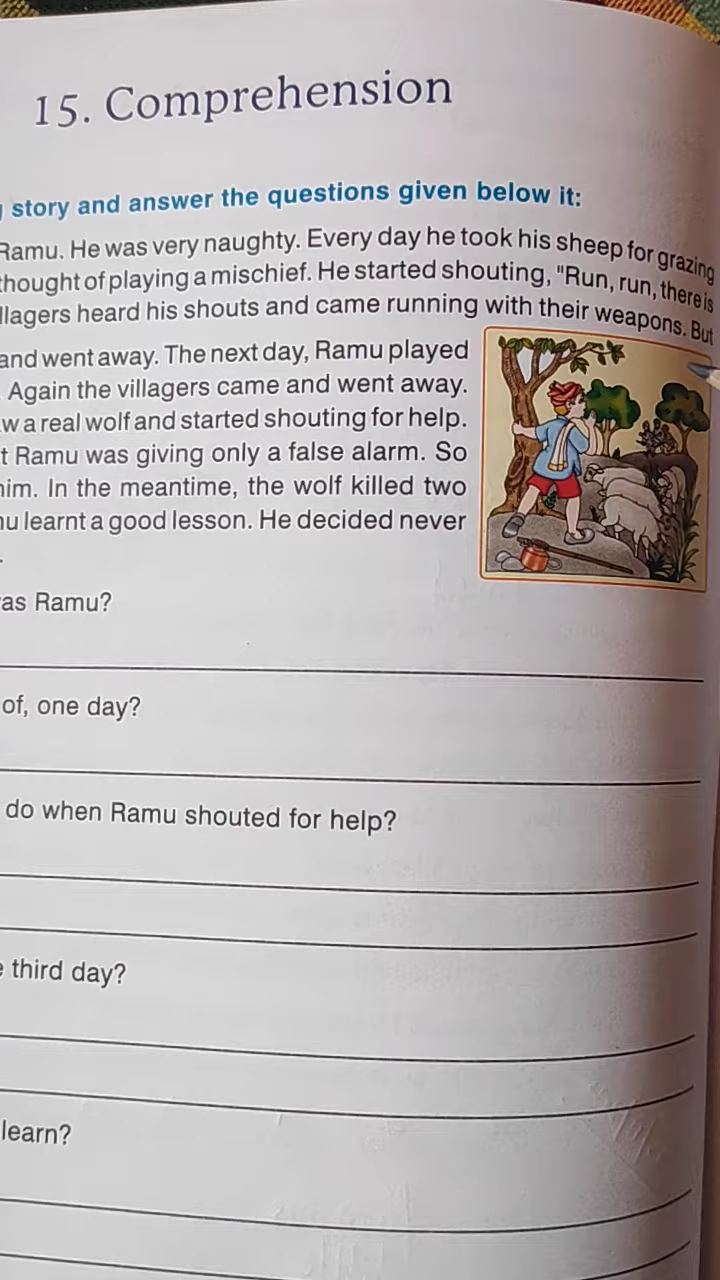 15. Comprehension
story and answer the questions given below it:
Ramu. He was very naughty. Every day he took his sheep for grazing
thought of playing a mischief. He started shouting, "Run, run, there is
llagers heard his shouts and came running with their weapons. But
and went away. The next day, Ramu played
Again the villagers came and went away.
w a real wolf and started shouting for help.
t Ramu was giving only a false alarm. So
him. In the meantime, the wolf killed two
nu learnt a good lesson. He decided never
as Ramu?
of, one day?
do when Ramu shouted for help?
third day?
learn?